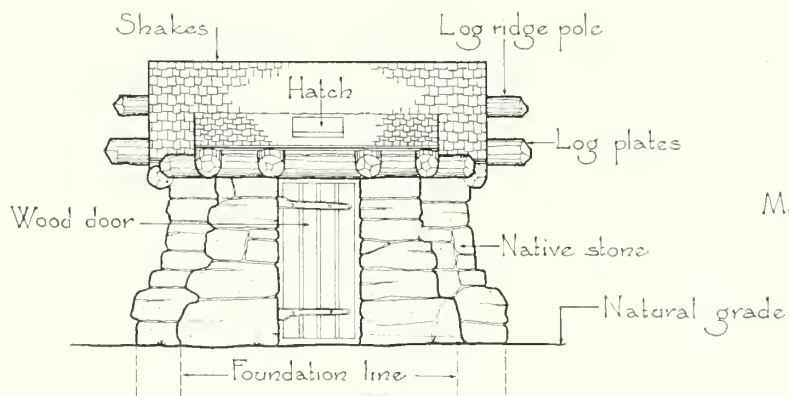 Shakes
Log ridge pole
Hatch
Log plates
Wood door
Native stone
Natural grade
Foundation line